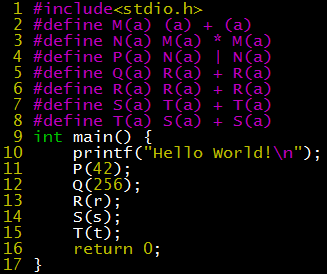 1 #include<stdio.h>
2 #define M(a) (a) + (a)
3 #define N(a) M(a) * M(a)
4 #define P(a) N(a) | N(a)
5 #define Q(a) R(a) + R(a)
6 #define R(a) R(a) + R(a)
7 #define S(a) T(a) + T(a)
8 #define T(a) S(a) + S(a)
9 int main() {
10     printf("Hello World!\n");
11     P(42);
12     Q(256);
13     R(r);
14     S(s);
15     T(t);
16     return 0;
17 }